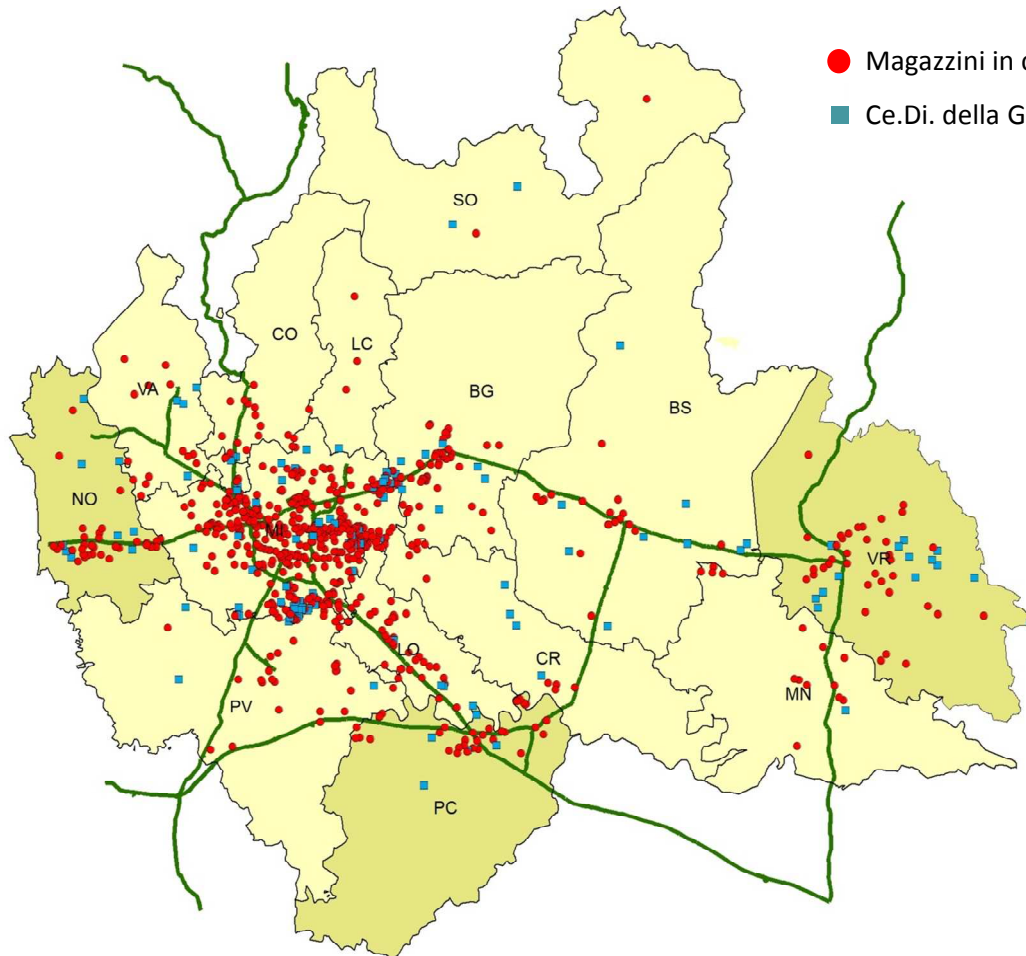 Magazzini in
Ce.Di. della
SO
CO
LC
VA
BG
BS
NO
MI
VR
LO
CR
MN
PV
PC